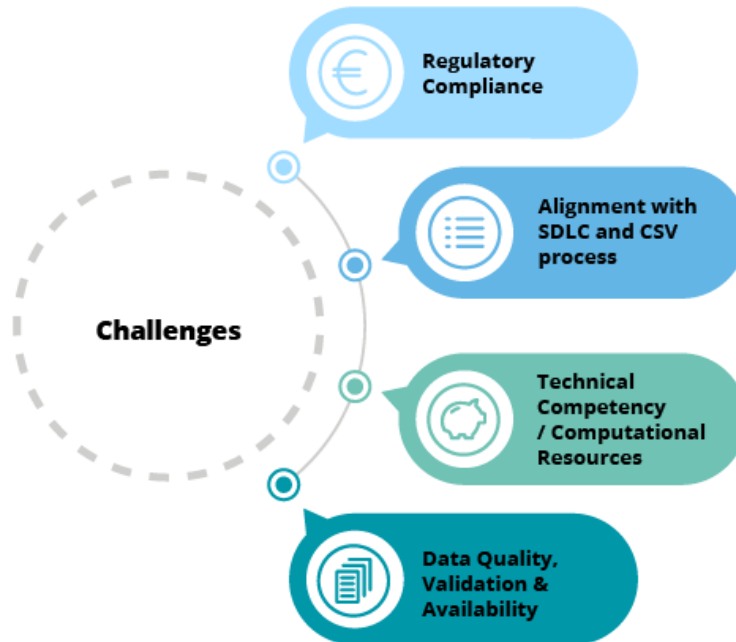 Regulatory
Compliance
Alignment with
SDLC and CSV
process
Challenges
Technical
Competency
/ Computational
Resources
Data Quality,
Validation &
Availability